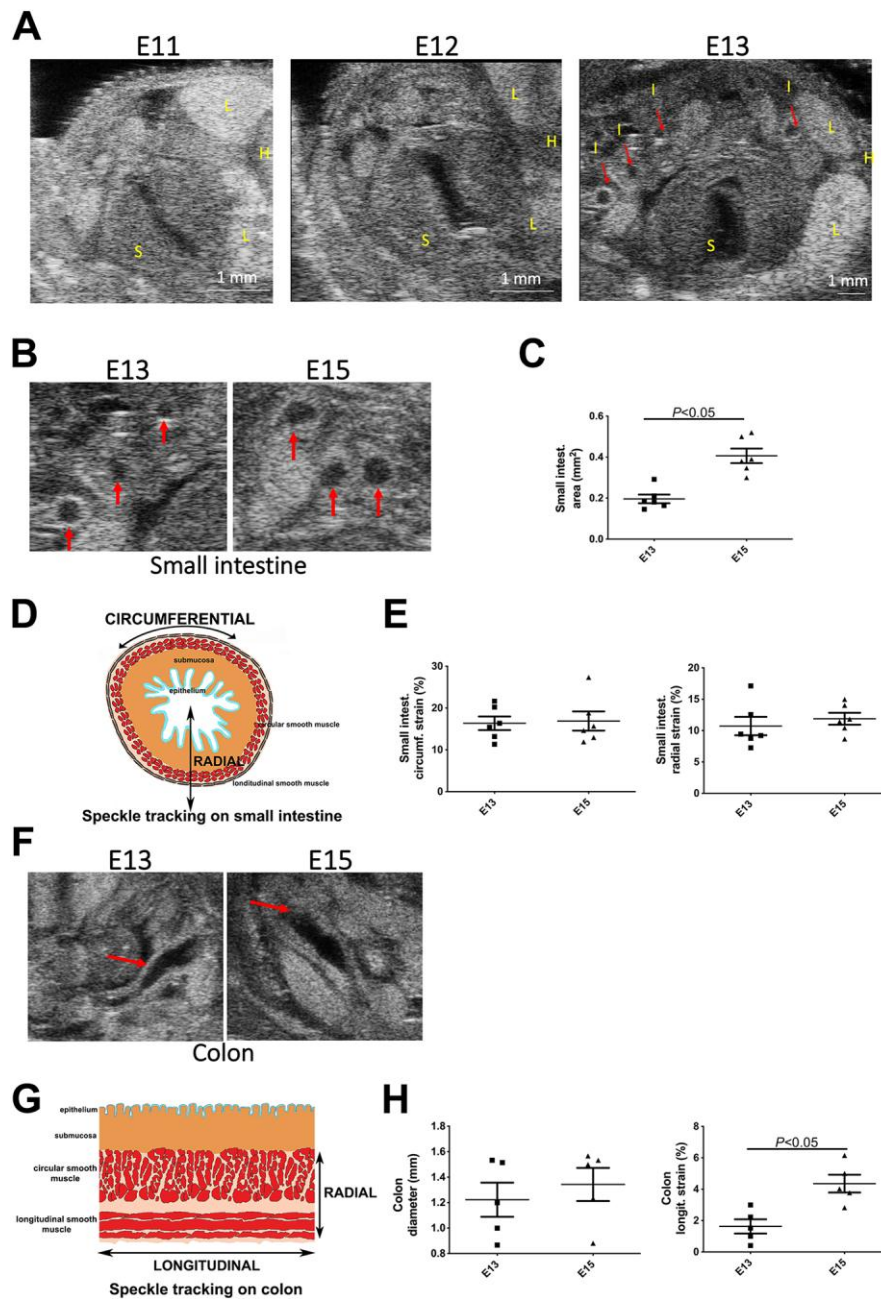 A
E11
E12
E13
L
H
S
L
1 mm
L
H
S
L
1 mm
I
I
I
I
I
L
H
L
S
1 mm
B
E13
E15
Small intestine
C
P<0.05
Small intest.
area (mm²)
0.6
0.4
0.2
0.0
E13
E15
D
CIRCUMFERENTIAL
submucosa
epithelium
circular smooth muscle
RADIAL
londitudinal smooth muscle
Speckle tracking on small intestine
E
Small intest.
circumf. strain (%)
30
20
10
0
E13
E15
Small intest.
radial strain (%)
20
15
10
5
0
E13
E15
F
E13
E15
Colon
G
epithelium
submucosa
circular smooth
muscle
longitudinal smooth
muscle
RADIAL
LONGITUDINAL
Speckle tracking on colon
H
Colon
diameter (mm)
1.8
1.6
1.4
1.2
1.0
0.8
E13
E15
P<0.05
Colon
longit. strain (%)
8
6
4
2
0
E13
E15